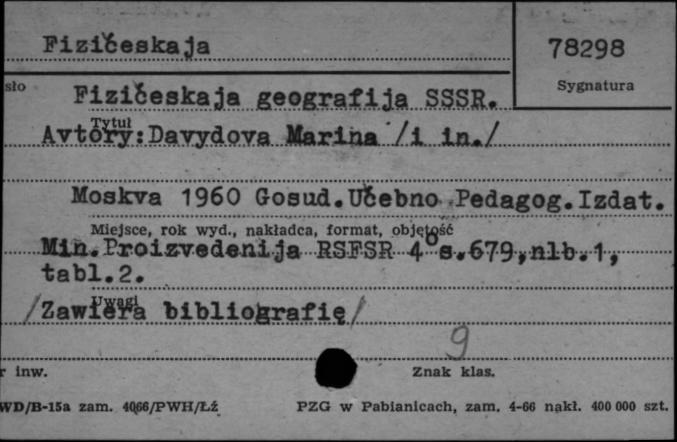 Fizičeskaja
78298
Sygnatura
sło
Fizičeskaja geografija SSSR.
Tytuł
Avtory: Davydova Marina /i in./
Moskva 1960 Gosud.Učebno Pedagog.Izdat.
Miejsce, rok wyd., nakładca, format, objętość
Min.Proizvedenija RSFSR 4° s.679,nlb.1,
tabl.2.
Uwagi
/Zawiera bibliografię/
9
r inw.
Znak klas.
WD/B-15a zam. 4066/PWH/Łź
PZG w Pabianicach, zam. 4-66 nakł. 400 000 szt.